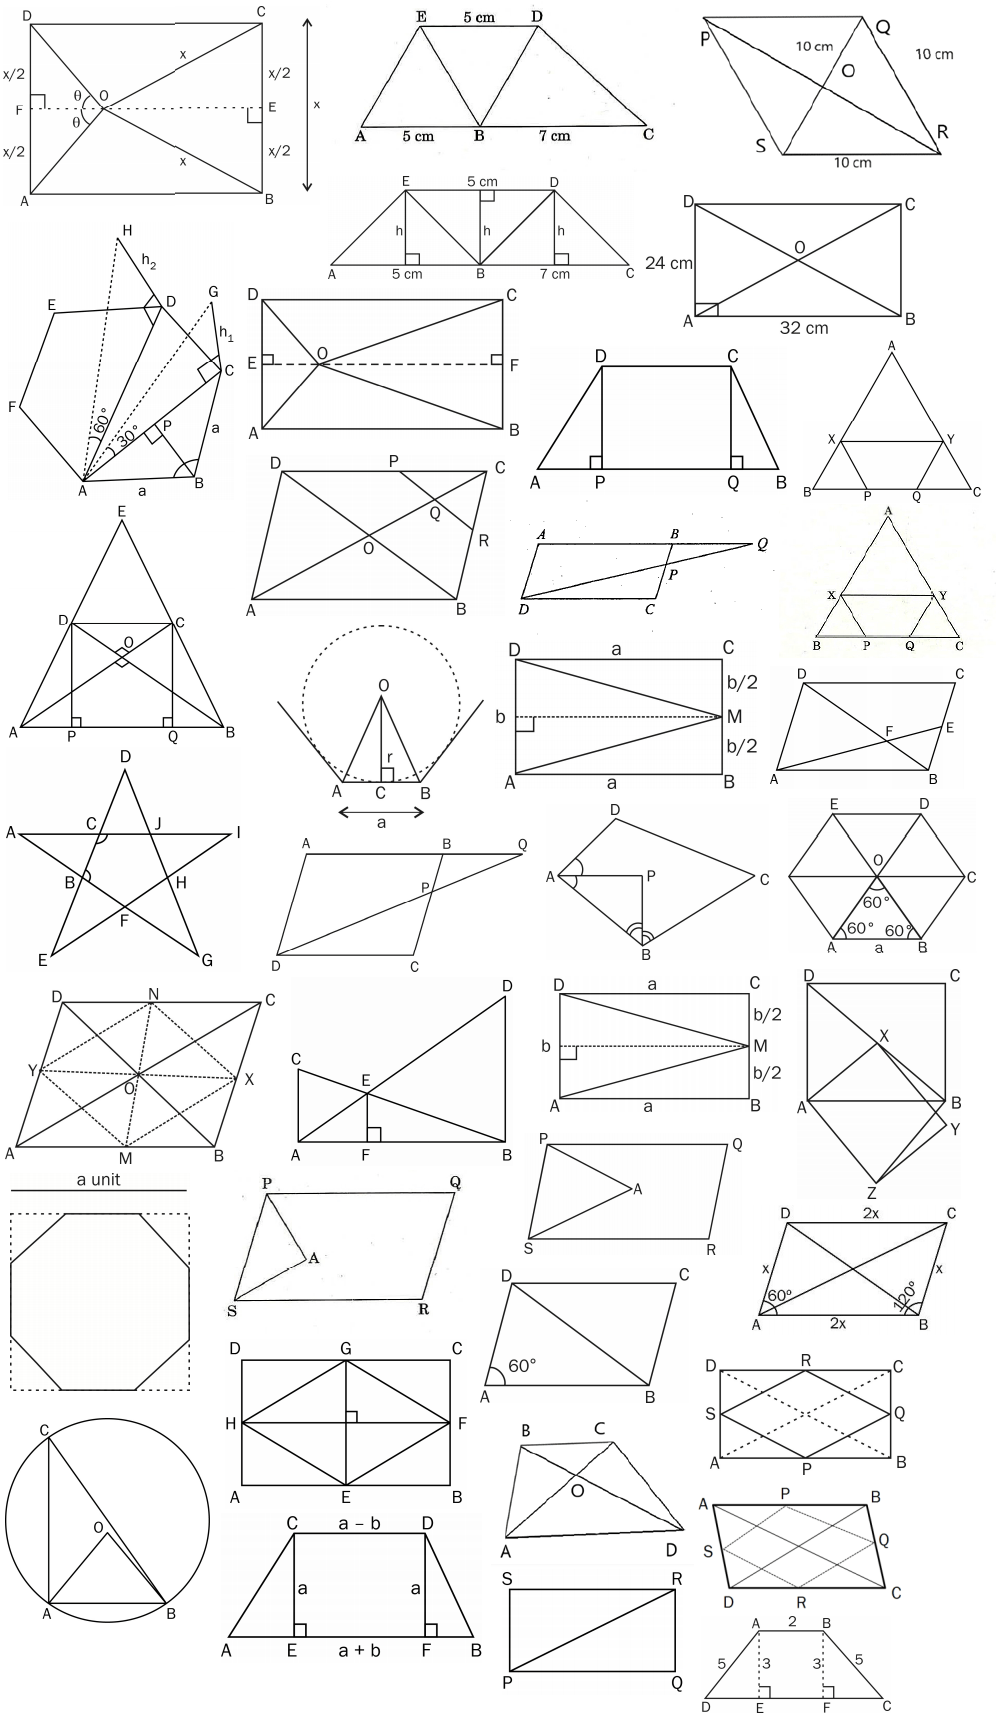 D C
x
x/2 x/2
θ O
F E x
θ
x/2 x/2
x
A B
E 5 cm D
A 5 cm B 7 cm C
P Q
10 cm 10 cm
O
S R
10 cm
E 5 cm D
h h h
A 5 cm B 7 cm C
D C
24 cm O
A B
32 cm
H
h₂
E D G
h₁
C
F 60° P
30° a
A a B
D C
E O F
A B
D C
A P Q B
A
X Y
B P Q C
D P C
Q
O R
A B
A B Q
P
D C
A
X Y
B P Q C
E
D C
O
A P Q B
O
r
A C B
a
D a C
b/2
b M
b/2
A a B
D C
F E
A B
D
A C J I
B H
F
E G
A B Q
P
D C
D
A P C
B
E D
O C
60°
60° 60°
A a B
D N C
Y O X
A M B
D
C
E
A F B
D a C
b/2
b M
b/2
A a B
D C
X
A B
Y
Z
a unit
P Q
A
S R
P Q
A
S R
D 2x C
x x
60° 120°
A 2x B
D C
60°
A B
D G C
H F
A E B
D R C
S Q
A P B
C
O
A B
B C
O
A D
A P B
S Q
D R C
C a – b D
a a
A E a + b F B
S R
P Q
A 2 B
5 3 3 5
D E F C